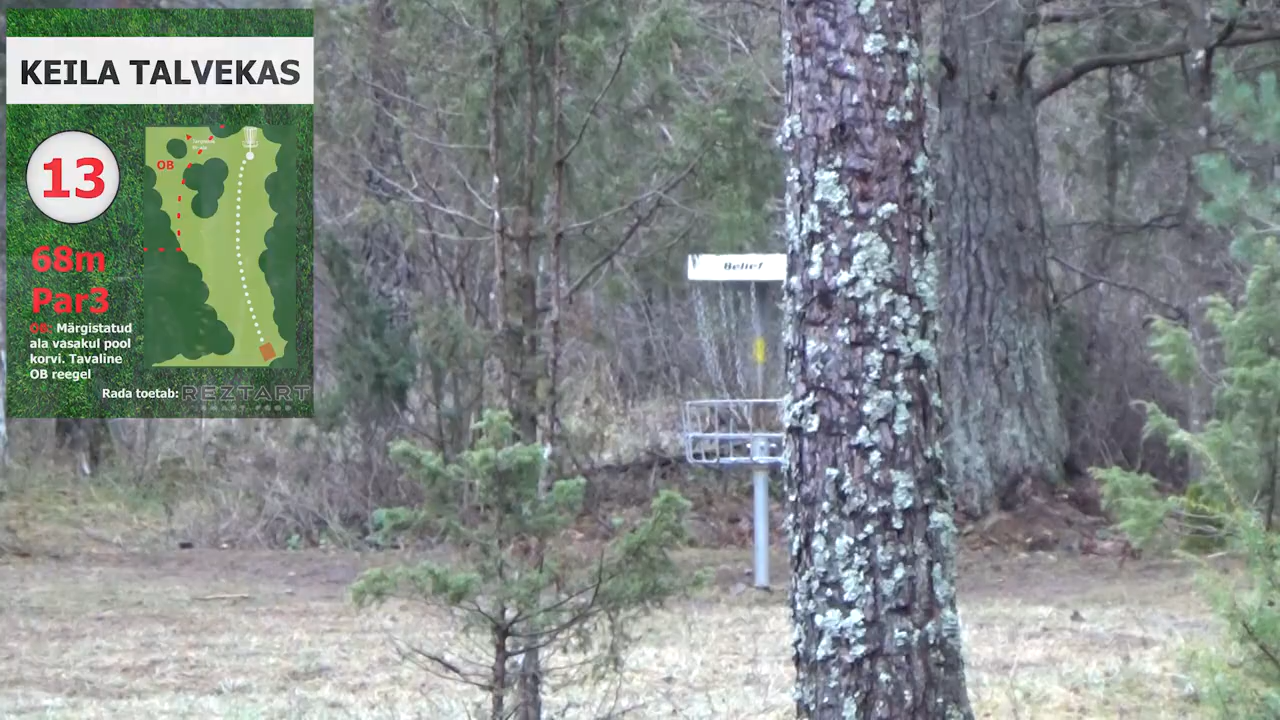 KEILA TALVEKAS
OB
13
68m
Par3
OB: Märgistatud
ala vasakul pool
korvi. Tavaline
OB reegel
Rada toetab: REZTART
Belief